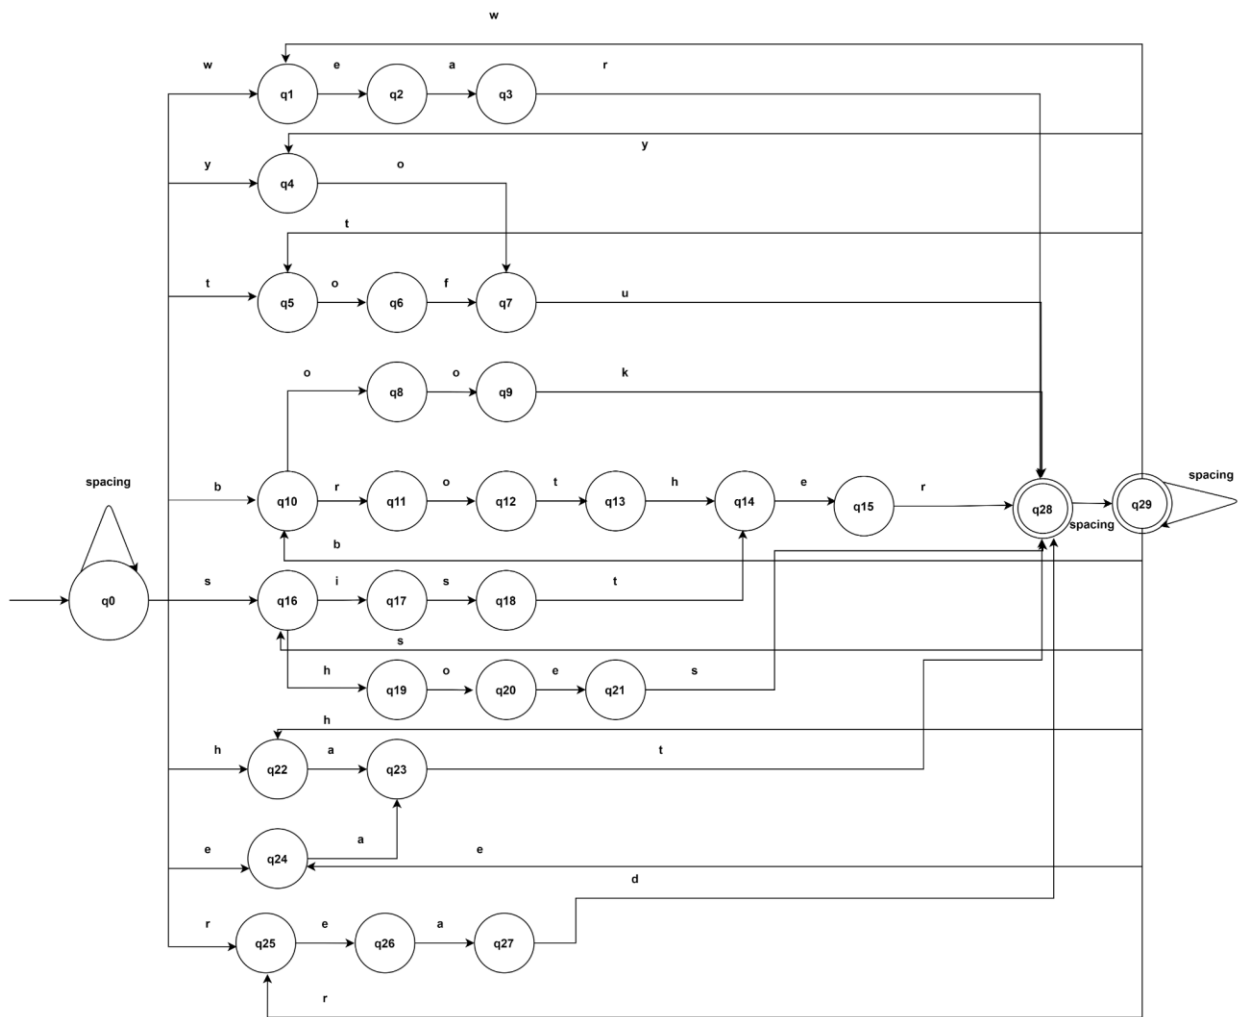 w
w e a r
q1 q2 q3
y
y o
q4
t
t o f u
q5 q6 q7
o o k
q8 q9
spacing spacing
b r o t h e r
q10 q11 q12 q13 q14 q15 q28 q29
spacing
b
s i s t
q0 q16 q17 q18
s
h o e s
q19 q20 q21
h
h a t
q22 q23
e a e
q24
d
r e a
q25 q26 q27
r